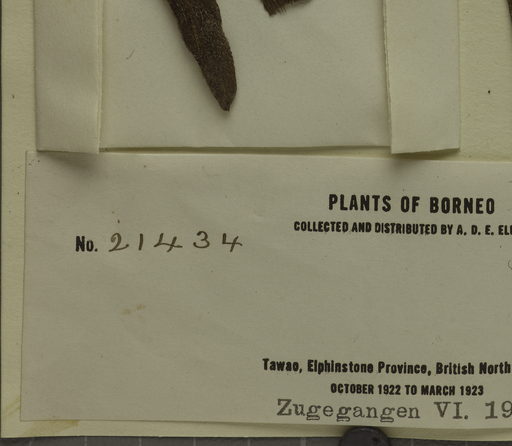 PLANTS OF BORNEO
COLLECTED AND DISTRIBUTED BY A. D. E.
No. 21434
Tawao, Elphinstone Province, British North
OCTOBER 1922 TO MARCH 1923
Zugegangen VI. 19